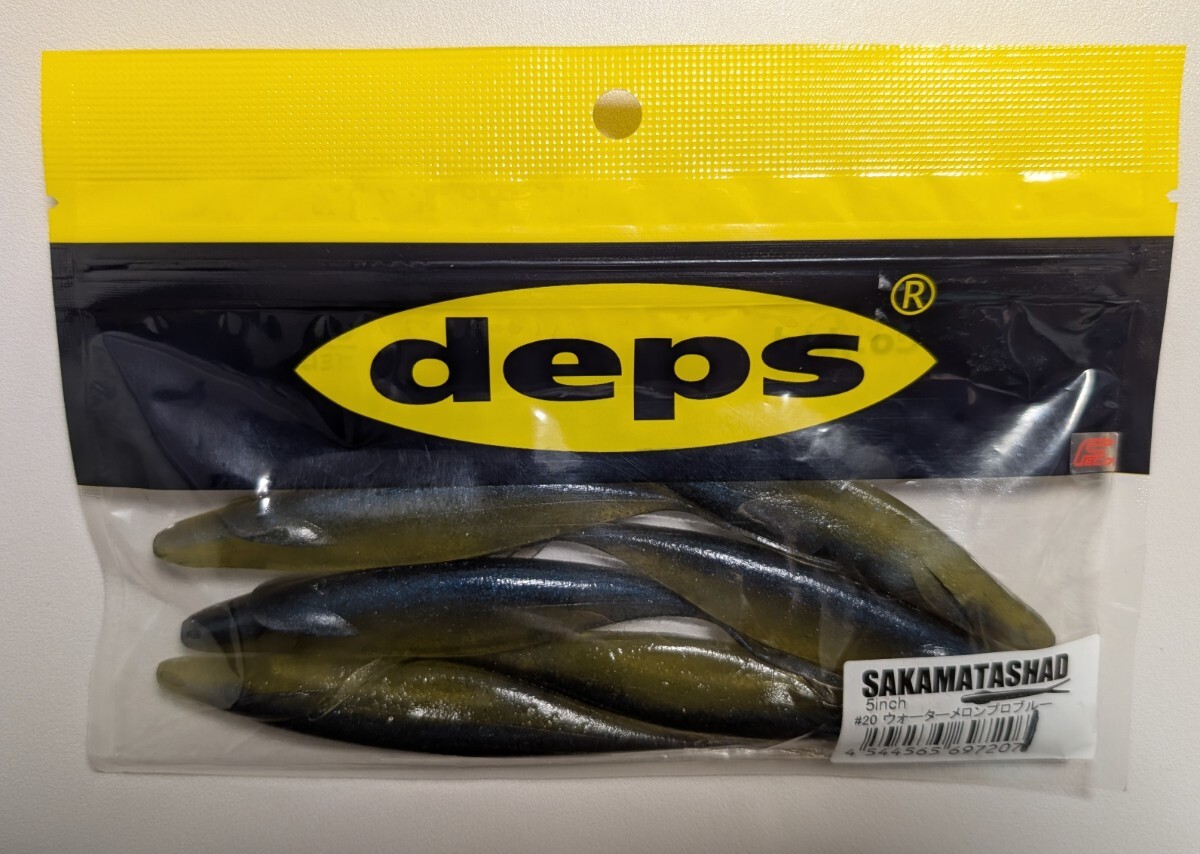 deps®
SAKAMATASHAD
5inch
#20 ウォーターメロンプロブルー
4 544565 697207